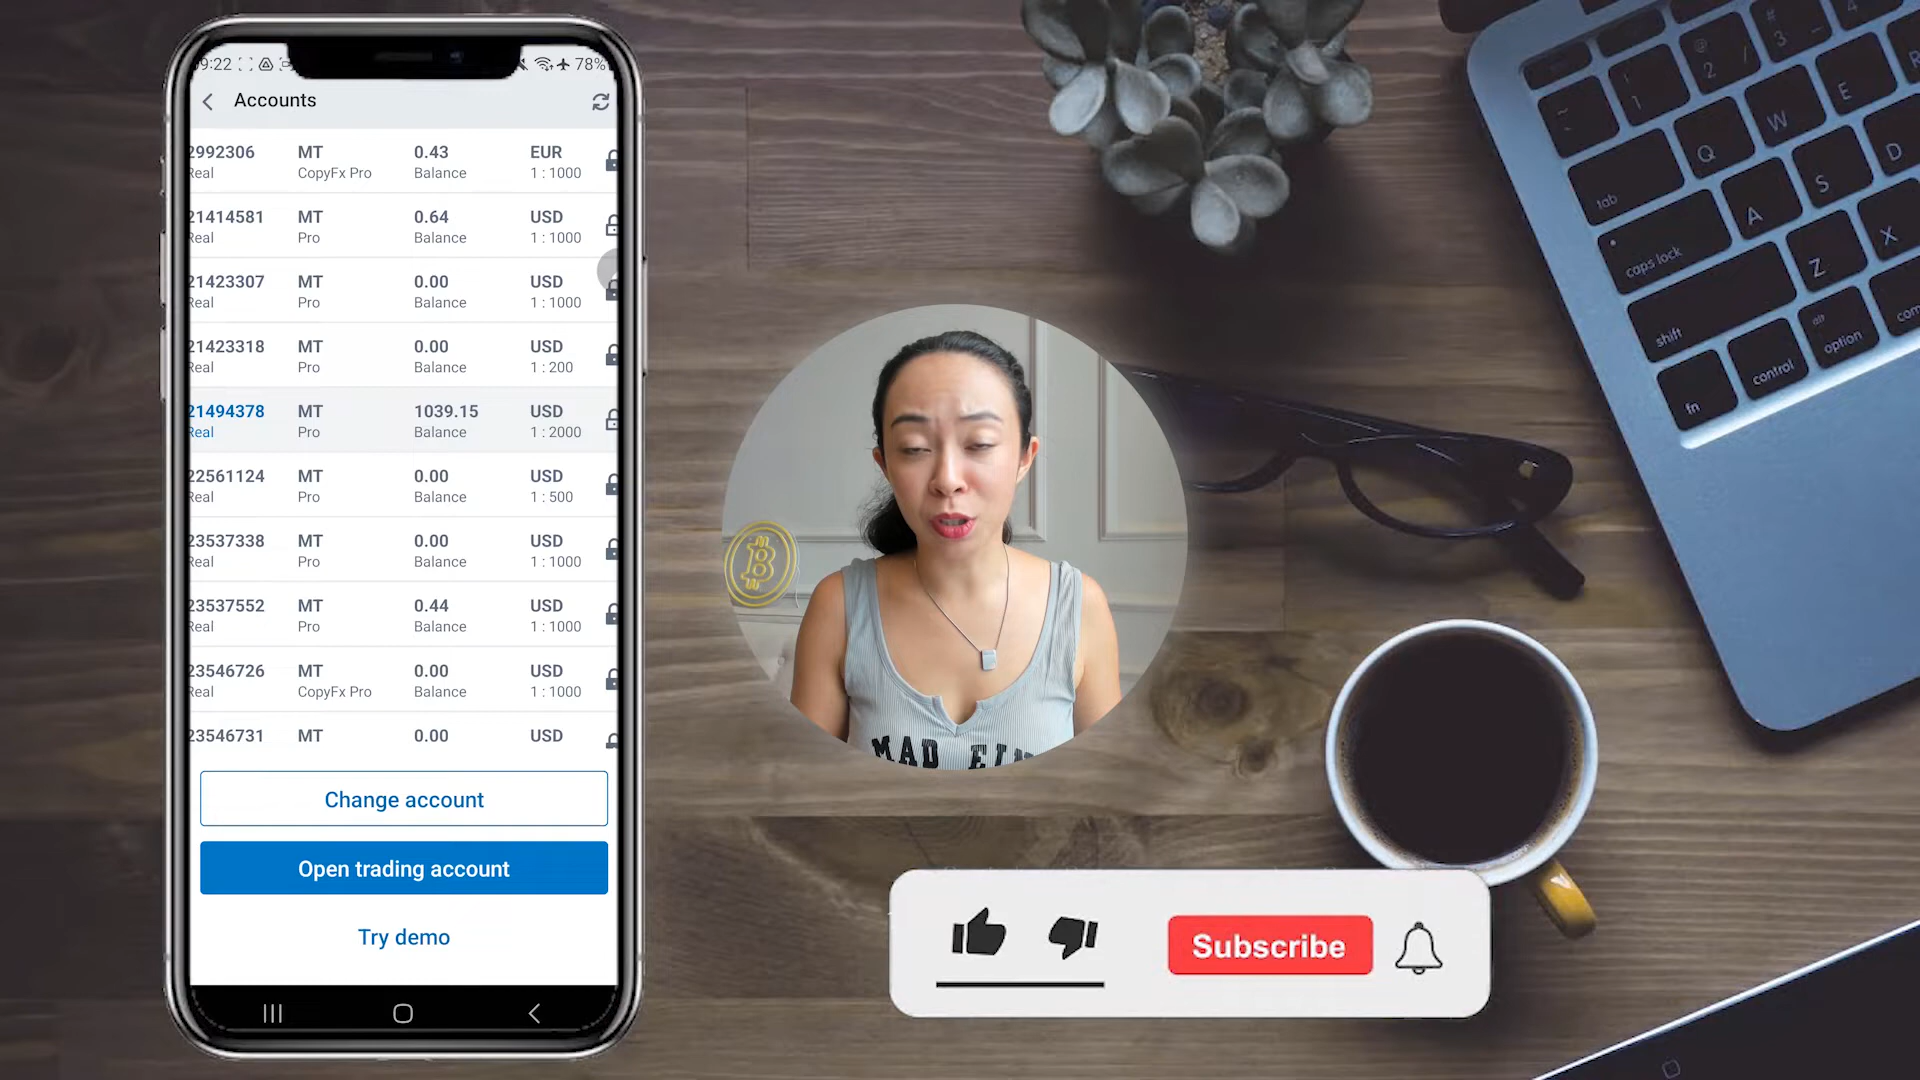 9:22
78%
Accounts
2992306 MT 0.43 EUR
Real CopyFx Pro Balance 1 : 1000
21414581 MT 0.64 USD
Real Pro Balance 1 : 1000
21423307 MT 0.00 USD
Real Pro Balance 1 : 1000
21423318 MT 0.00 USD
Real Pro Balance 1 : 200
21494378 MT 1039.15 USD
Real Pro Balance 1 : 2000
22561124 MT 0.00 USD
Real Pro Balance 1 : 500
23537338 MT 0.00 USD
Real Pro Balance 1 : 1000
23537552 MT 0.44 USD
Real Pro Balance 1 : 1000
23546726 MT 0.00 USD
Real CopyFx Pro Balance 1 : 1000
23546731 MT 0.00 USD
Change account
Open trading account
Try demo
MAD
Subscribe
# 3
@ 2
1
Q W E R
tab
A S D
caps lock
Z X
shift
fn control alt option